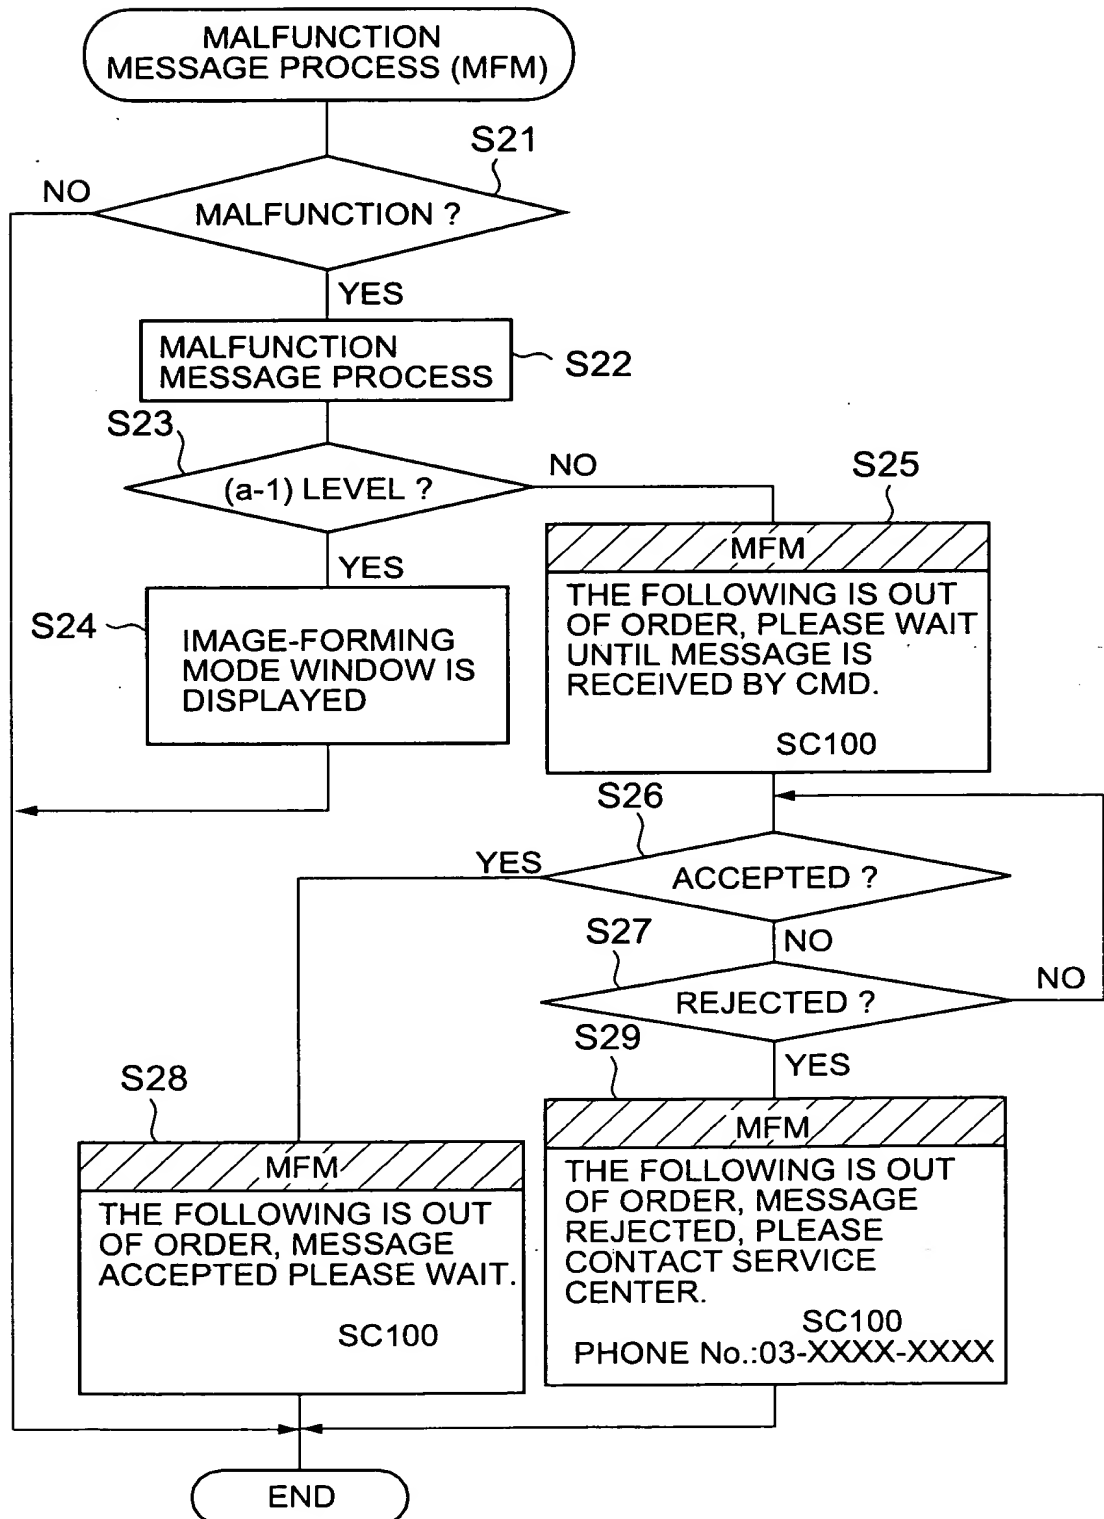 MALFUNCTION
MESSAGE PROCESS (MFM)
S21
NO
MALFUNCTION ?
YES
MALFUNCTION
MESSAGE PROCESS
S22
S23
(a-1) LEVEL ?
NO
S25
YES
MFM
THE FOLLOWING IS OUT
OF ORDER, PLEASE WAIT
UNTIL MESSAGE IS
RECEIVED BY CMD.
SC100
S24
IMAGE-FORMING
MODE WINDOW IS
DISPLAYED
S26
YES
ACCEPTED ?
NO
S27
REJECTED ?
NO
YES
S28
MFM
THE FOLLOWING IS OUT
OF ORDER, MESSAGE
ACCEPTED PLEASE WAIT.
SC100
S29
MFM
THE FOLLOWING IS OUT
OF ORDER, MESSAGE
REJECTED, PLEASE
CONTACT SERVICE
CENTER.
SC100
PHONE No.:03-XXXX-XXXX
END